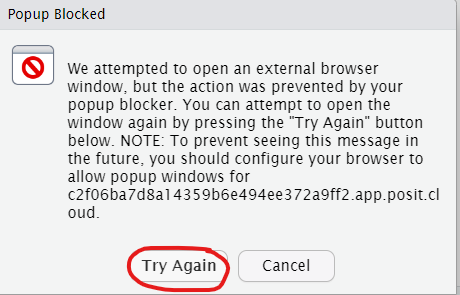 Popup Blocked
We attempted to open an external browser
window, but the action was prevented by your
popup blocker. You can attempt to open the
window again by pressing the "Try Again" button
below. NOTE: To prevent seeing this message in
the future, you should configure your browser to
allow popup windows for
c2f06ba7d8a14359b6e494ee372a9ff2.app.posit.cl
oud.
Try Again
Cancel